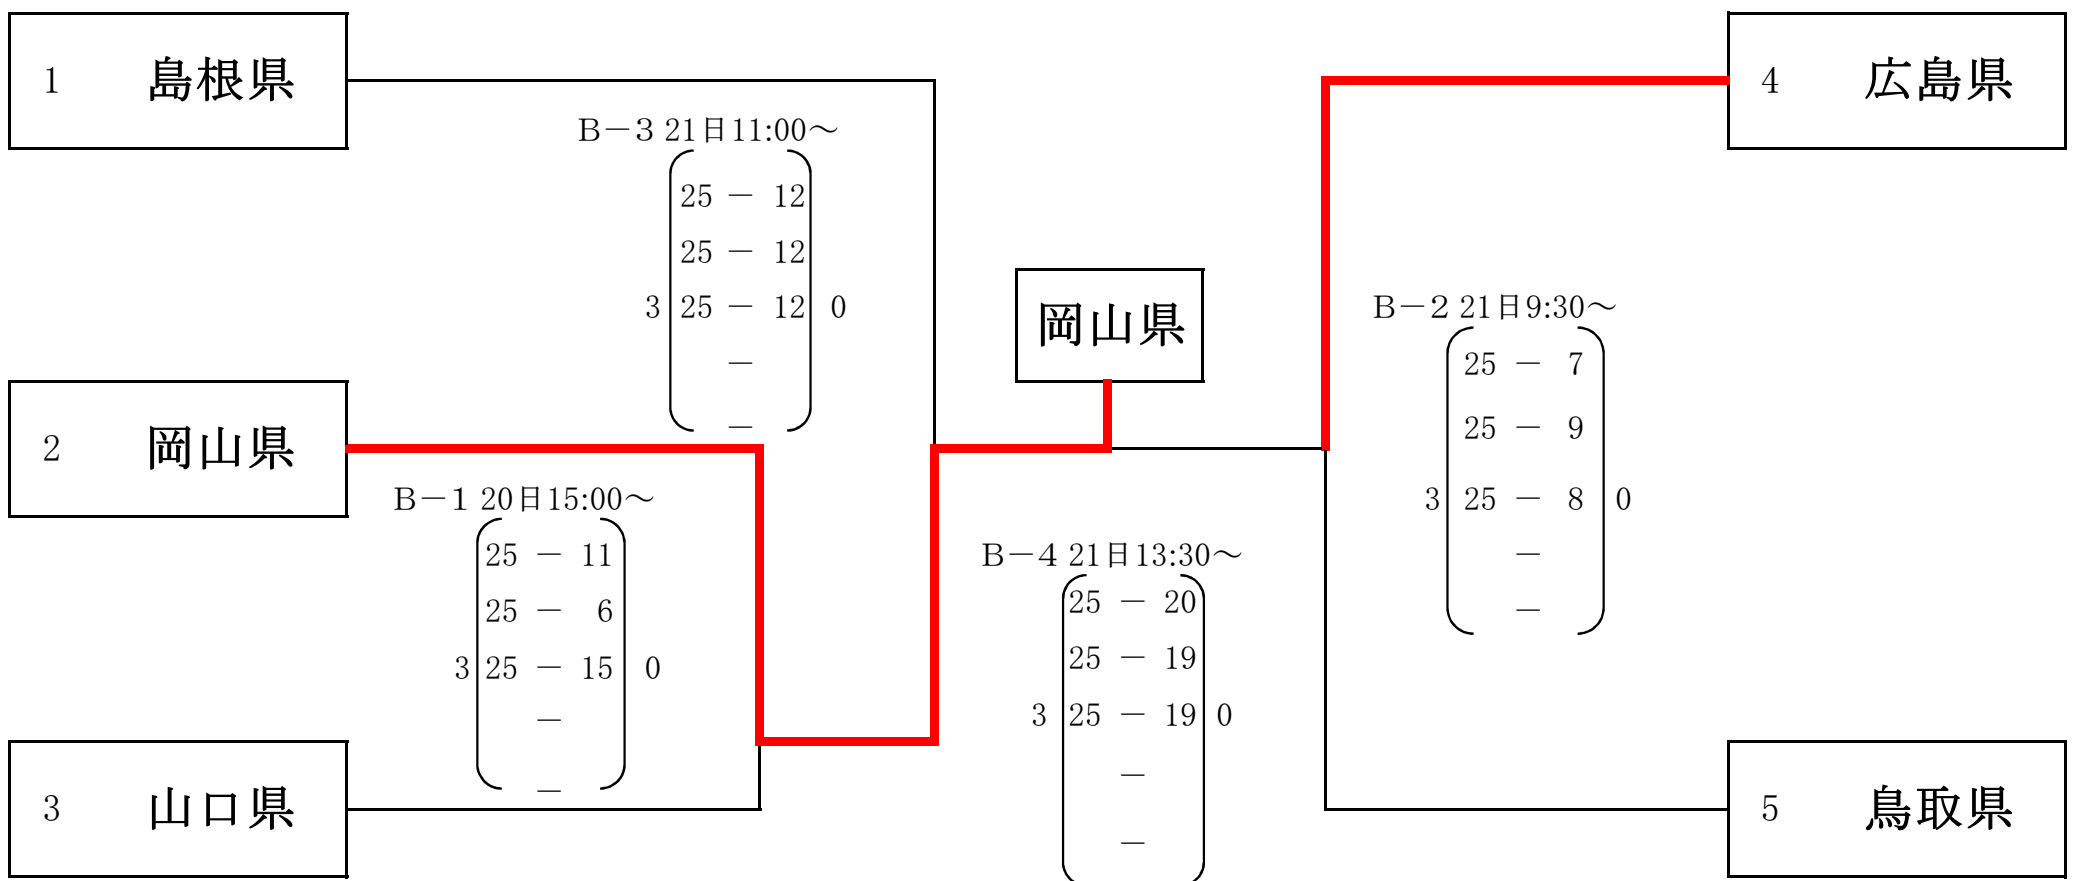 1 島根県
4 広島県
B－3 21日11:00～
25 － 12
25 － 12
3 25 － 12 0
－
－
岡山県
B－2 21日9:30～
25 － 7
25 － 9
3 25 － 8 0
－
－
2 岡山県
B－1 20日15:00～
25 － 11
25 － 6
3 25 － 15 0
－
－
B－4 21日13:30～
25 － 20
25 － 19
3 25 － 19 0
－
－
3 山口県
5 鳥取県